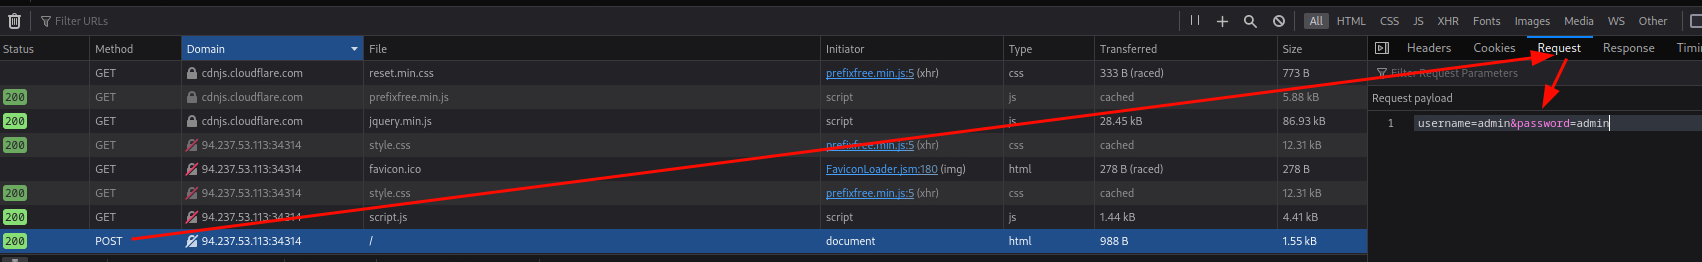 Filter URLs All HTML CSS JS XHR Fonts Images Media WS Other
Status Method Domain File Initiator Type Transferred Size Headers Cookies Request Response Timi
GET cdnjs.cloudflare.com reset.min.css prefixfree.min.js:5 (xhr) css 333 B (raced) 773 B Filter Request Parameters
200 GET cdnjs.cloudflare.com prefixfree.min.js script js cached 5.88 kB Request payload
200 GET cdnjs.cloudflare.com jquery.min.js script js 28.45 kB 86.93 kB 1 username=admin&password=admin
200 GET 94.237.53.113:34314 style.css prefixfree.min.js:5 (xhr) css cached 12.31 kB
GET 94.237.53.113:34314 favicon.ico FaviconLoader.jsm:180 (img) html 278 B (raced) 278 B
200 GET 94.237.53.113:34314 style.css prefixfree.min.js:5 (xhr) css cached 12.31 kB
200 GET 94.237.53.113:34314 script.js script js 1.44 kB 4.41 kB
200 POST 94.237.53.113:34314 / document html 988 B 1.55 kB